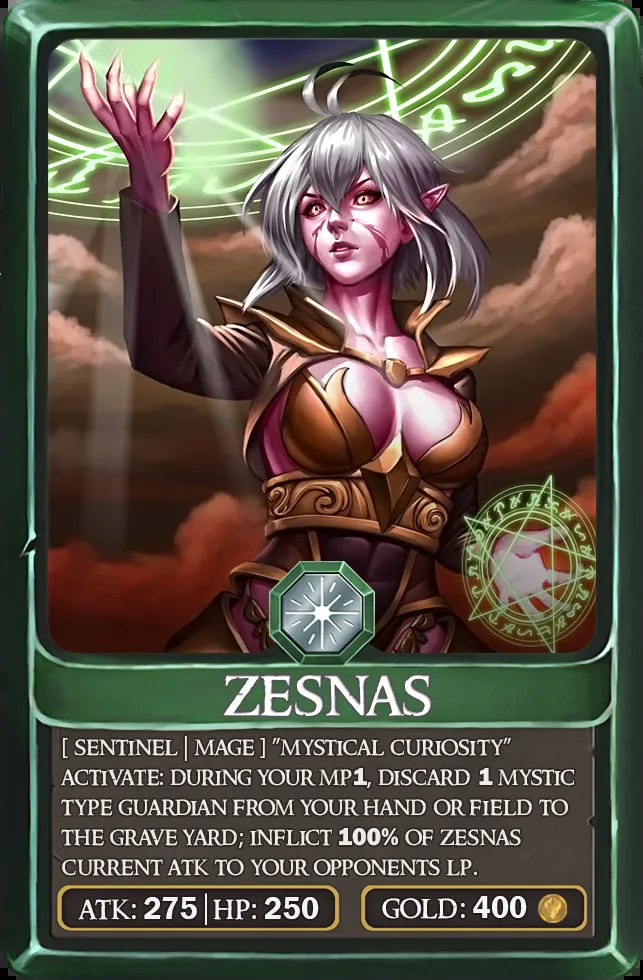 ZESNAS
[ SENTINEL | MAGE ] "MYSTICAL CURIOSITY"
ACTIVATE: DURING YOUR MP1, DISCARD 1 MYSTIC
TYPE GUARDIAN FROM YOUR HAND OR FIELD TO
THE GRAVE YARD; INFLICT 100% OF ZESNAS
CURRENT ATK TO YOUR OPPONENTS LP.
ATK: 275 | HP: 250 GOLD: 400